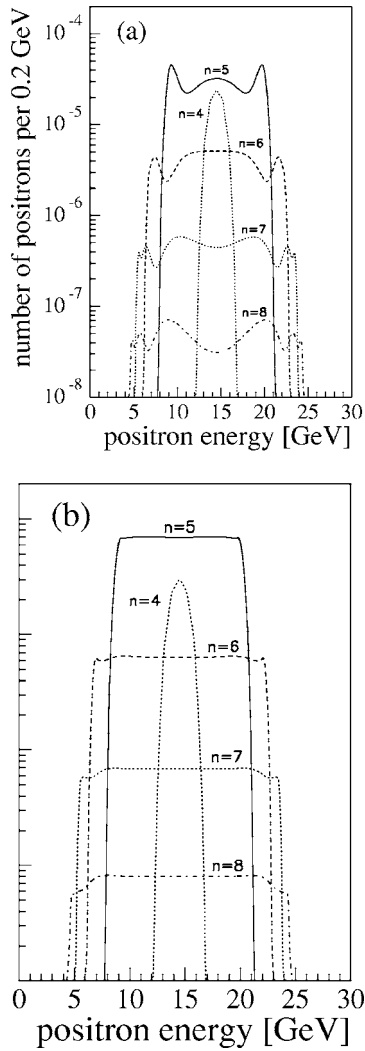 (a)
number of positrons per 0.2 GeV
10⁻⁴
10⁻⁵
10⁻⁶
10⁻⁷
10⁻⁸
n=5
n=4
n=6
n=7
n=8
0 5 10 15 20 25 30
positron energy [GeV]
(b)
n=5
n=4
n=6
n=7
n=8
0 5 10 15 20 25 30
positron energy [GeV]